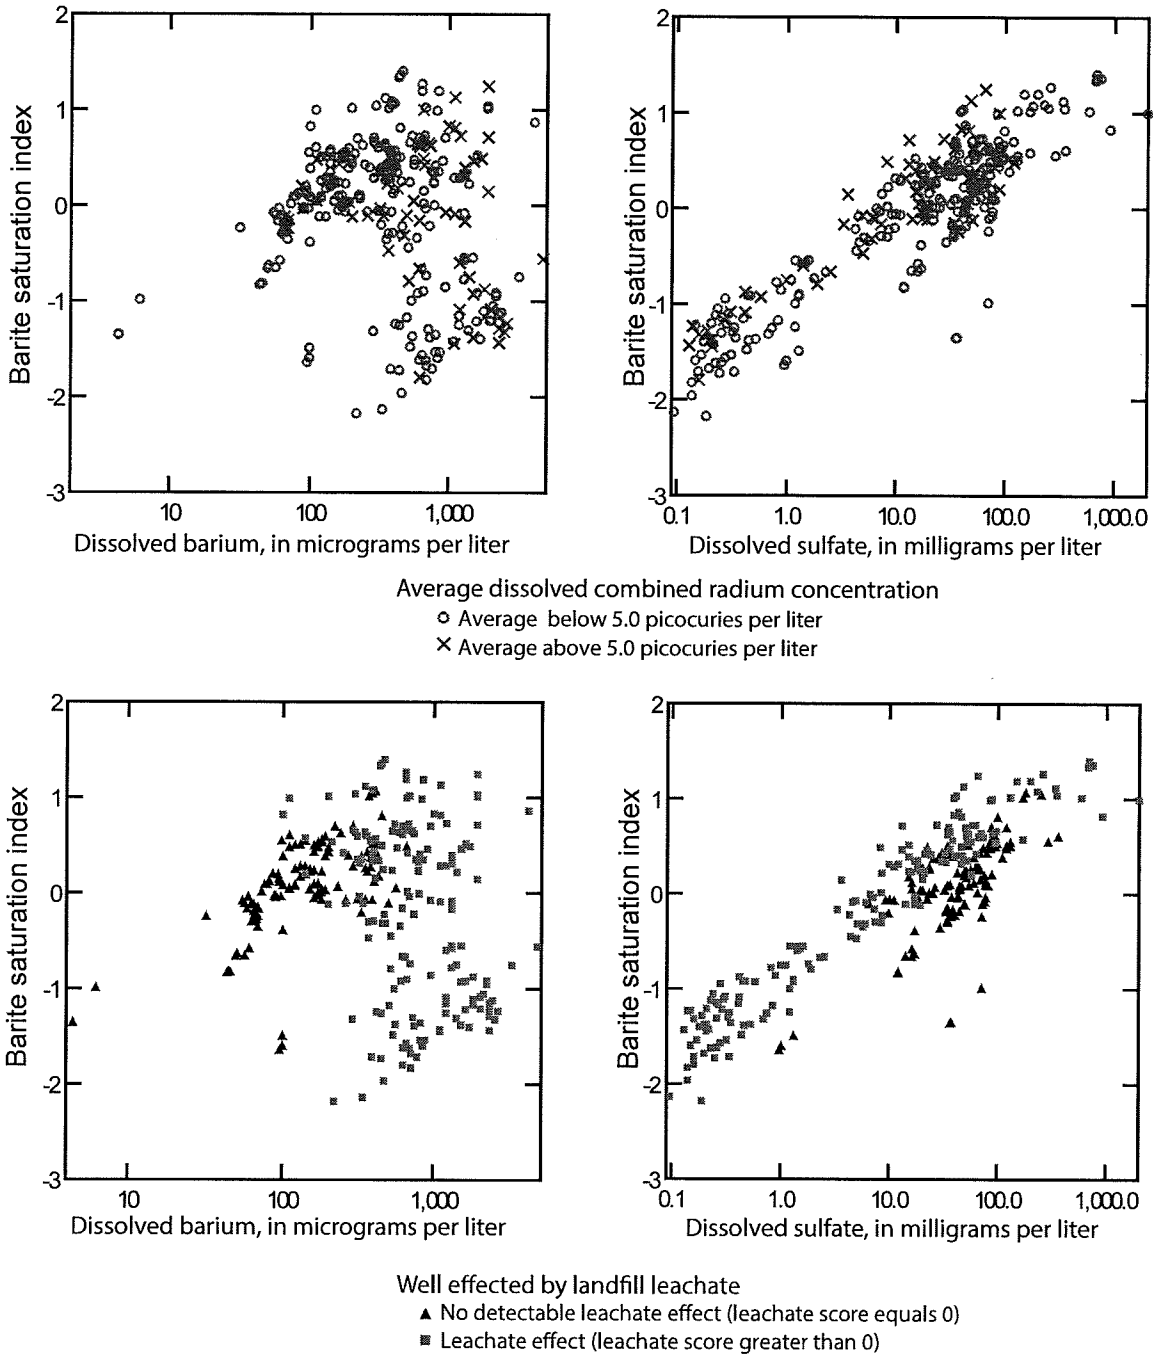 2
1
0
-1
-2
-3
Barite saturation index
10 100 1,000
Dissolved barium, in micrograms per liter
2
1
0
-1
-2
-3
Barite saturation index
0.1 1.0 10.0 100.0 1,000.0
Dissolved sulfate, in milligrams per liter
Average dissolved combined radium concentration
Average below 5.0 picocuries per liter
Average above 5.0 picocuries per liter
2
1
0
-1
-2
-3
Barite saturation index
10 100 1,000
Dissolved barium, in micrograms per liter
2
1
0
-1
-2
-3
Barite saturation index
0.1 1.0 10.0 100.0 1,000.0
Dissolved sulfate, in milligrams per liter
Well effected by landfill leachate
No detectable leachate effect (leachate score equals 0)
Leachate effect (leachate score greater than 0)